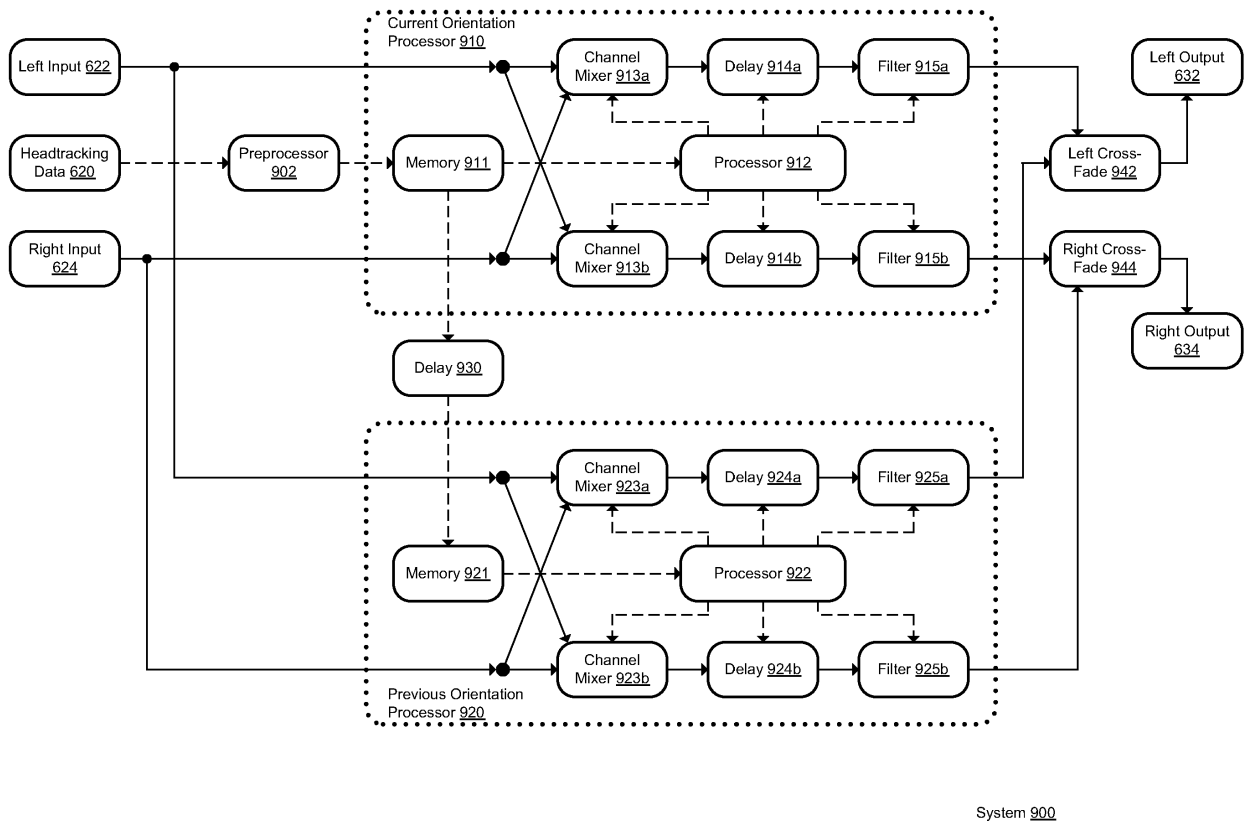 Current Orientation
Processor 910
Left Input 622
Channel
Mixer 913a
Delay 914a
Filter 915a
Left Output
632
Headtracking
Data 620
Preprocessor
902
Memory 911
Processor 912
Left Cross-
Fade 942
Right Input
624
Channel
Mixer 913b
Delay 914b
Filter 915b
Right Cross-
Fade 944
Right Output
634
Delay 930
Channel
Mixer 923a
Delay 924a
Filter 925a
Memory 921
Processor 922
Channel
Mixer 923b
Delay 924b
Filter 925b
Previous Orientation
Processor 920
System 900